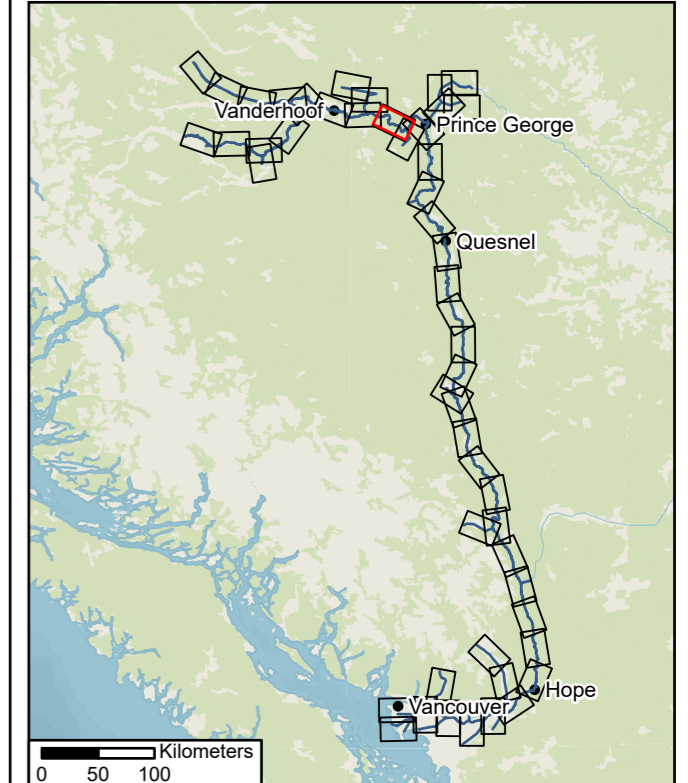 Vanderhoof
Prince George
Quesnel
Hope
Vancouver
Kilometers
0 50 100